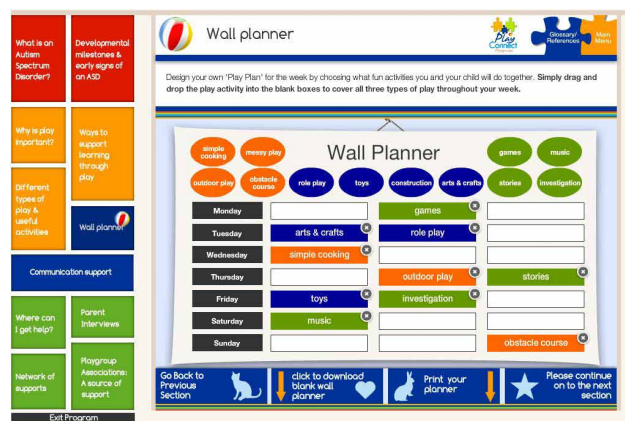 What is an
Autism
Spectrum
Disorder?
Developmental
milestones &
early signs of
an ASD
Why is play
important?
Ways to
support
learning
through
play
Different
types of
play &
useful
activities
Wall planner
Communication support
Where can
I get help?
Parent
Interviews
Network of
supports
Playgroup
Associations:
A source of
support
Exit Program
Wall planner
Play
Connect
Glossary/
References
Main
Menu
Design your own 'Play Plan' for the week by choosing what fun activities you and your child will do together. Simply drag and
drop the play activity into the blank boxes to cover all three types of play throughout your week.
Wall Planner
simple
cooking
messy play
games
music
outdoor play
obstacle
course
role play
toys
construction
arts & crafts
stories
investigation
Monday
games
Tuesday
arts & crafts
role play
Wednesday
simple cooking
Thursday
outdoor play
stories
Friday
toys
investigation
Saturday
music
Sunday
obstacle course
Go Back to
Previous
Section
click to download
blank wall
planner
Print your
planner
Please continue
on to the next
section